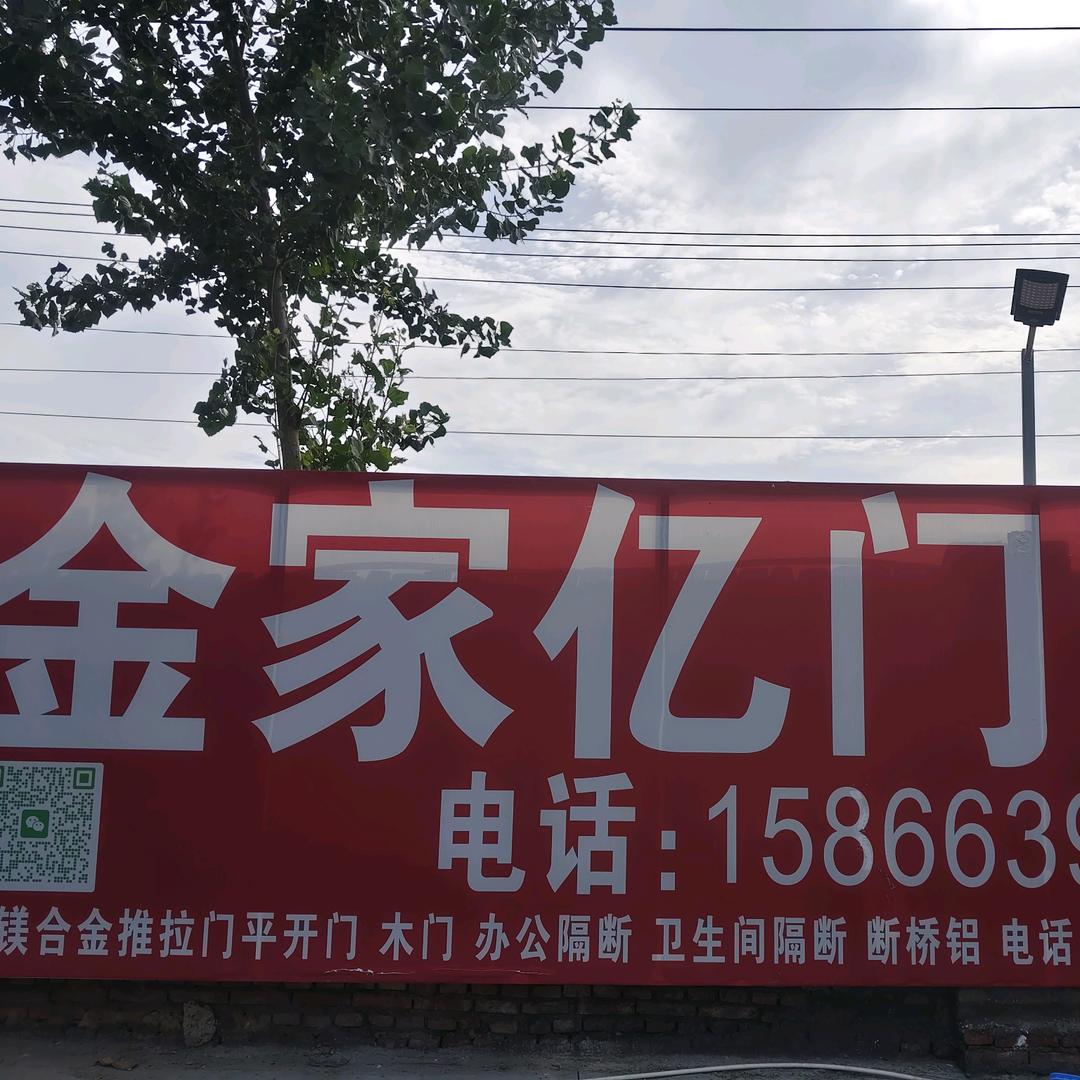 金家亿门
电话：1586639
镁合金推拉门平开门 木门 办公隔断 卫生间隔断 断桥铝 电话